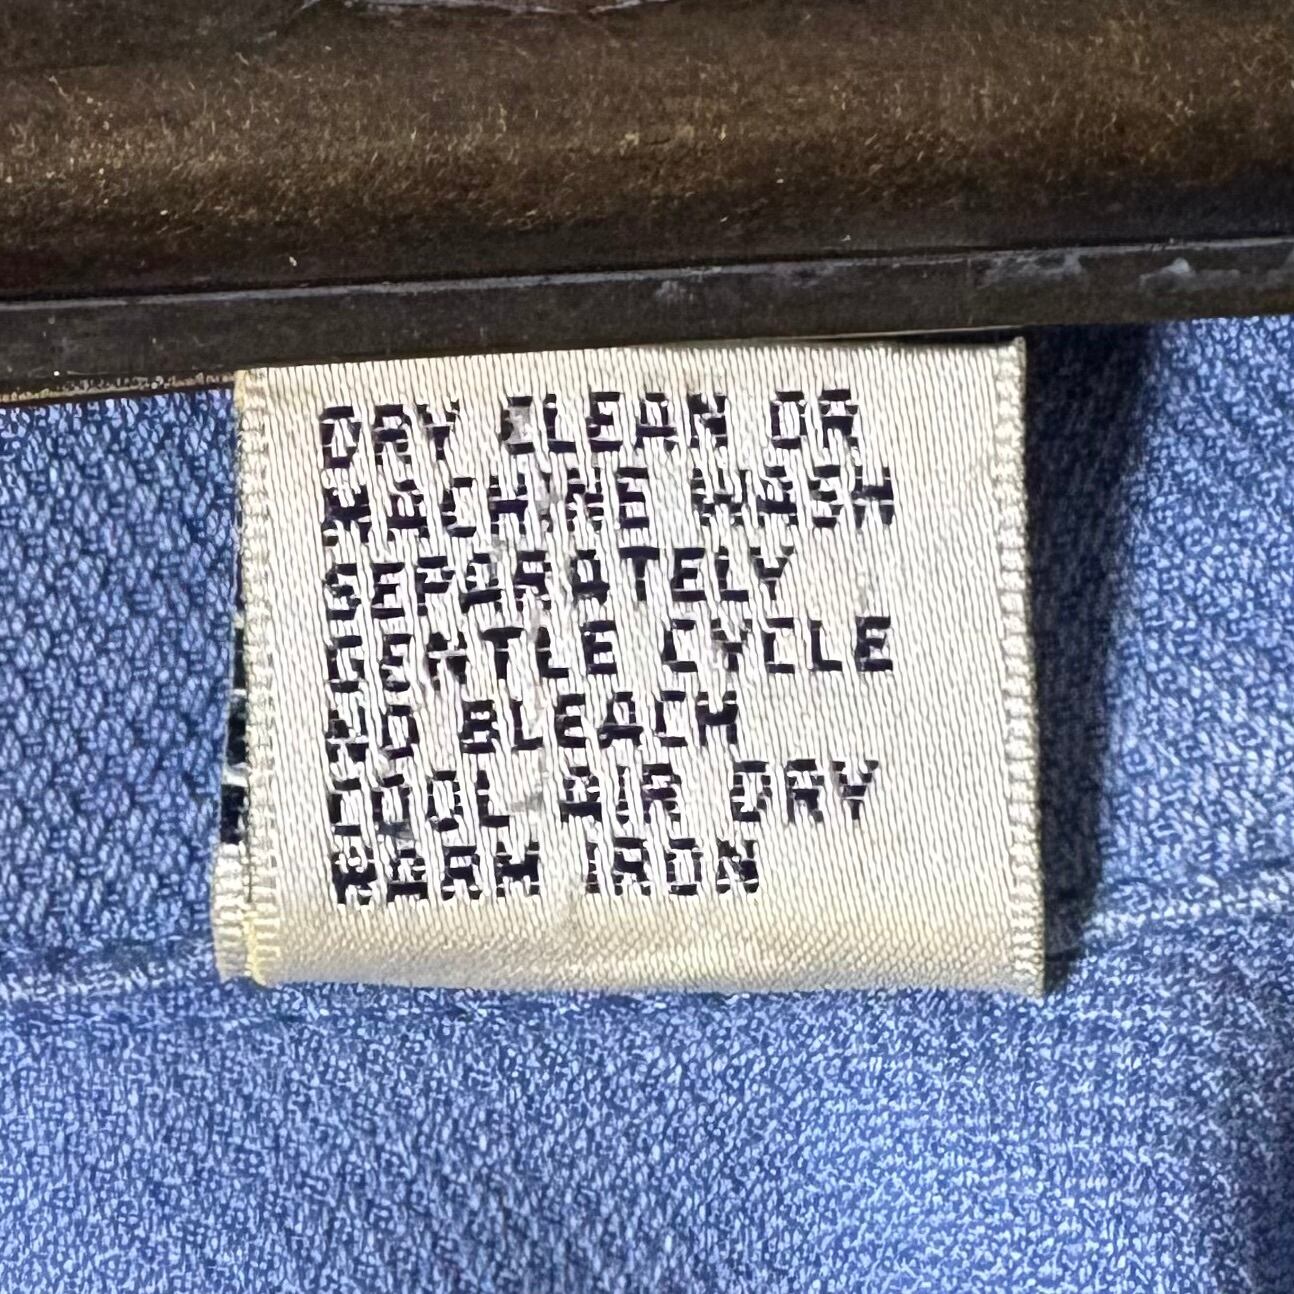 DRY CLEAN OR
MACHINE WASH
SEPARATELY
GENTLE CYCLE
NO BLEACH
COOL AIR DRY
WARM IRON